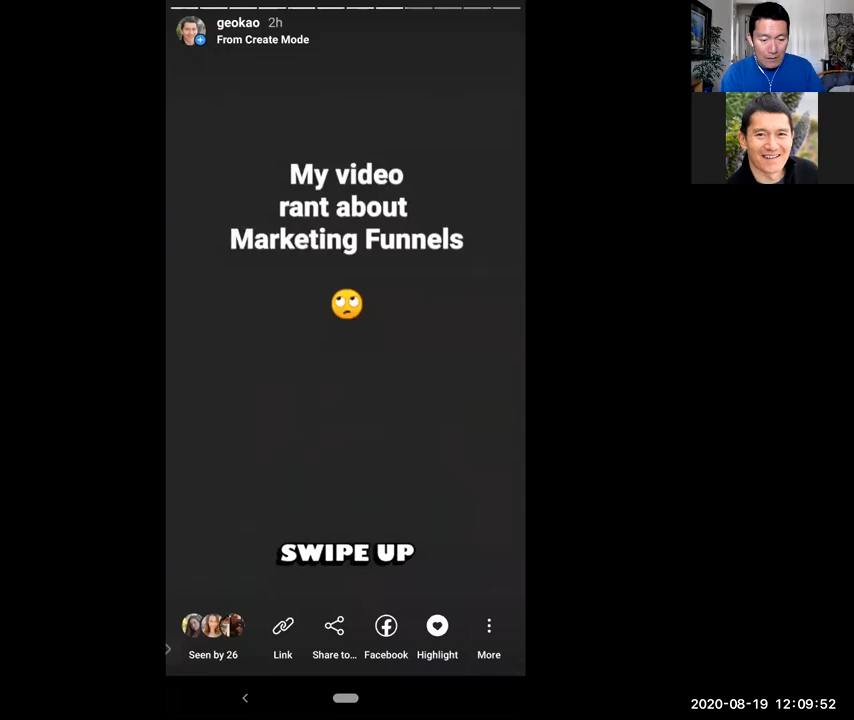 geokao 2h
From Create Mode
My video
rant about
Marketing Funnels
SWIPE UP
Seen by 26
Link
Share to...
Facebook
Highlight
More
2020-08-19 12:09:52